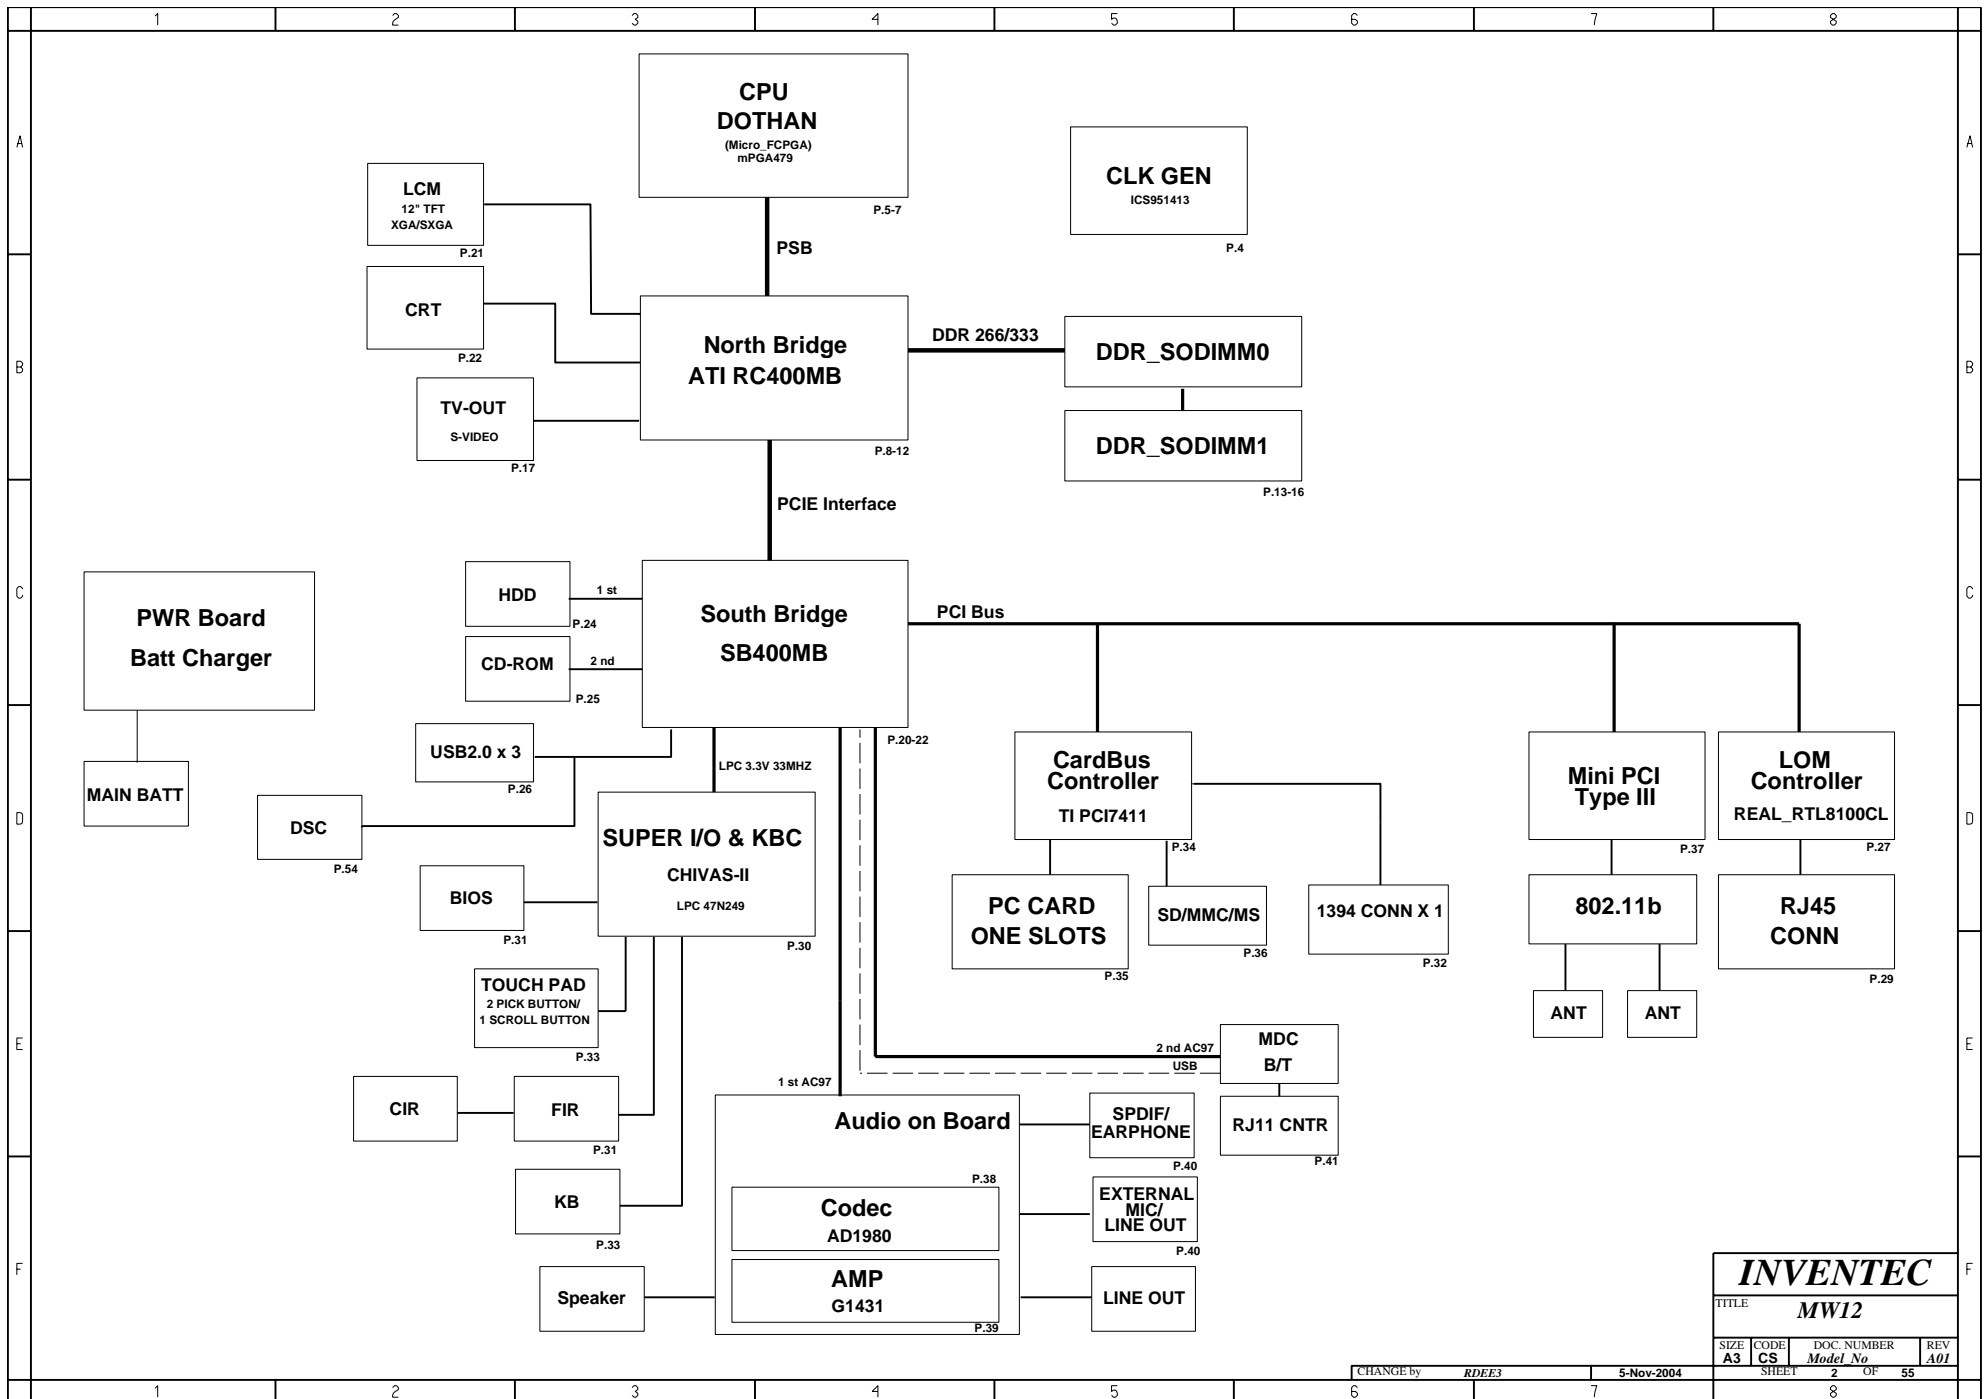 1 2 3 4 5 6 7 8
A
B
C
D
E
F
A
B
C
D
E
F
CPU
DOTHAN
(Micro_FCPGA)
mPGA479
P.5-7
CLK GEN
ICS951413
P.4
LCM
12" TFT
XGA/SXGA
P.21
PSB
CRT
P.22
North Bridge
ATI RC400MB
P.8-12
DDR 266/333
DDR_SODIMM0
DDR_SODIMM1
P.13-16
TV-OUT
S-VIDEO
P.17
PCIE Interface
PWR Board
Batt Charger
MAIN BATT
HDD
1 st
P.24
CD-ROM
2 nd
P.25
South Bridge
SB400MB
P.20-22
PCI Bus
USB2.0 x 3
P.26
DSC
P.54
LPC 3.3V 33MHZ
SUPER I/O & KBC
CHIVAS-II
LPC 47N249
P.30
BIOS
P.31
TOUCH PAD
2 PICK BUTTON/
1 SCROLL BUTTON
P.33
CIR
FIR
P.31
KB
P.33
CardBus
Controller
TI PCI7411
P.34
PC CARD
ONE SLOTS
P.35
SD/MMC/MS
P.36
1394 CONN X 1
P.32
Mini PCI
Type III
P.37
802.11b
ANT
ANT
LOM
Controller
REAL_RTL8100CL
P.27
RJ45
CONN
P.29
2 nd AC97
USB
MDC
B/T
RJ11 CNTR
P.41
1 st AC97
Audio on Board
P.38
Codec
AD1980
AMP
G1431
P.39
Speaker
SPDIF/
EARPHONE
P.40
EXTERNAL
MIC/
LINE OUT
P.40
LINE OUT
INVENTEC
TITLE
MW12
SIZE CODE DOC. NUMBER REV
A3 CS Model_No A01
CHANGE by RDEE3 5-Nov-2004 SHEET 2 OF 55
1 2 3 4 5 6 7 8